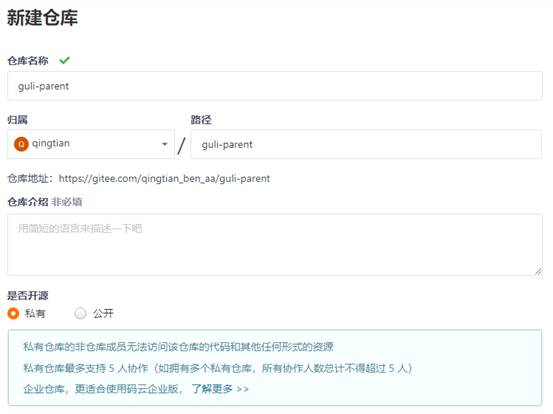 新建仓库
仓库名称
guli-parent
归属 路径
Q qingtian / guli-parent
仓库地址：https://gitee.com/qingtian_ben_aa/guli-parent
仓库介绍 非必填
用简短的语言来描述一下吧
是否开源
私有 公开
私有仓库的非仓库成员无法访问该仓库的代码和其他任何形式的资源
私有仓库最多支持 5 人协作（如拥有多个私有仓库，所有协作人数总计不得超过 5 人）
企业仓库，更适合使用码云企业版， 了解更多 >>